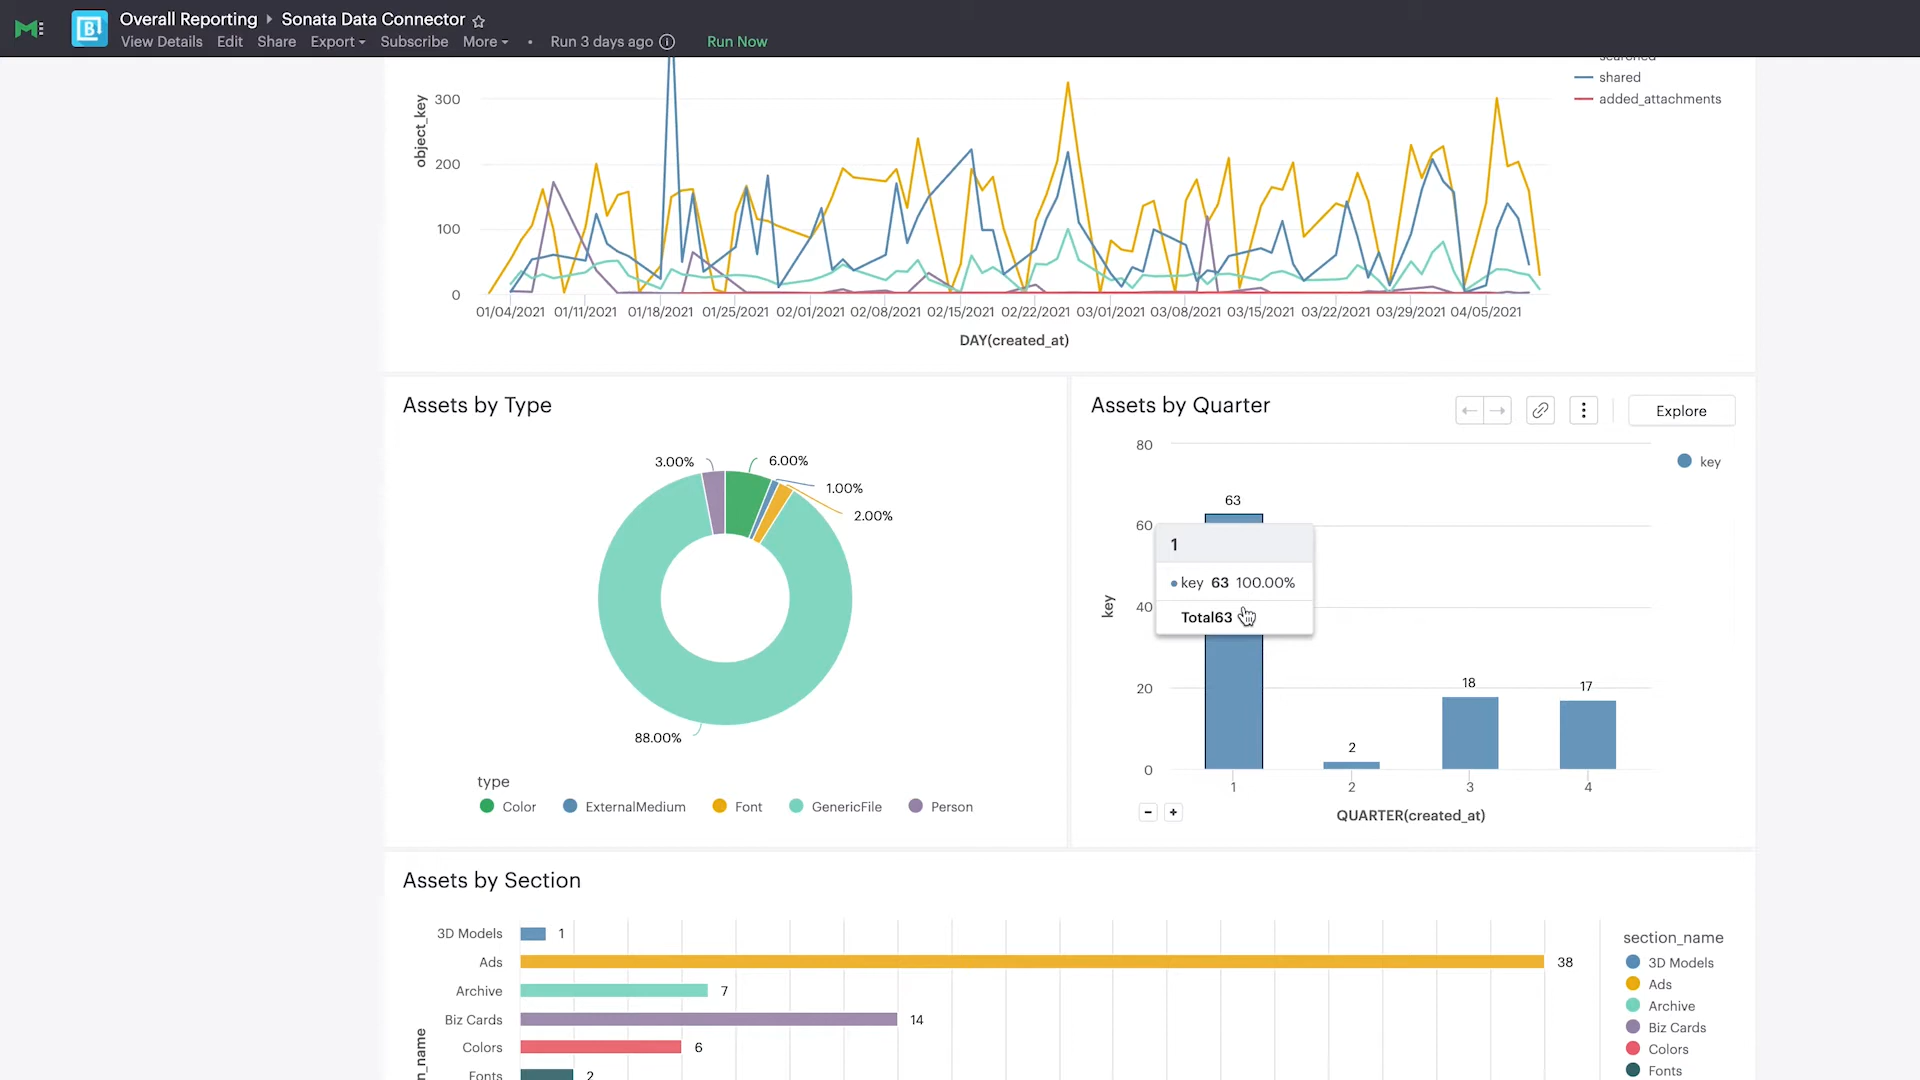 Overall Reporting Sonata Data Connector
View Details Edit Share Export Subscribe More • Run 3 days ago Run Now
searched
shared
added_attachments
object_key
300
200
100
0
01/04/2021 01/11/2021 01/18/2021 01/25/2021 02/01/2021 02/08/2021 02/15/2021 02/22/2021 03/01/2021 03/08/2021 03/15/2021 03/22/2021 03/29/2021 04/05/2021
DAY(created_at)
Assets by Type
3.00%
6.00%
1.00%
2.00%
88.00%
type
Color ExternalMedium Font GenericFile Person
Assets by Quarter
Explore
key
key
80
60
40
20
0
63
2
18
17
1
key 63 100.00%
Total63
1 2 3 4
- +
QUARTER(created_at)
Assets by Section
3D Models 1
Ads 38
Archive 7
Biz Cards 14
Colors 6
Fonts 2
n_name
section_name
3D Models
Ads
Archive
Biz Cards
Colors
Fonts